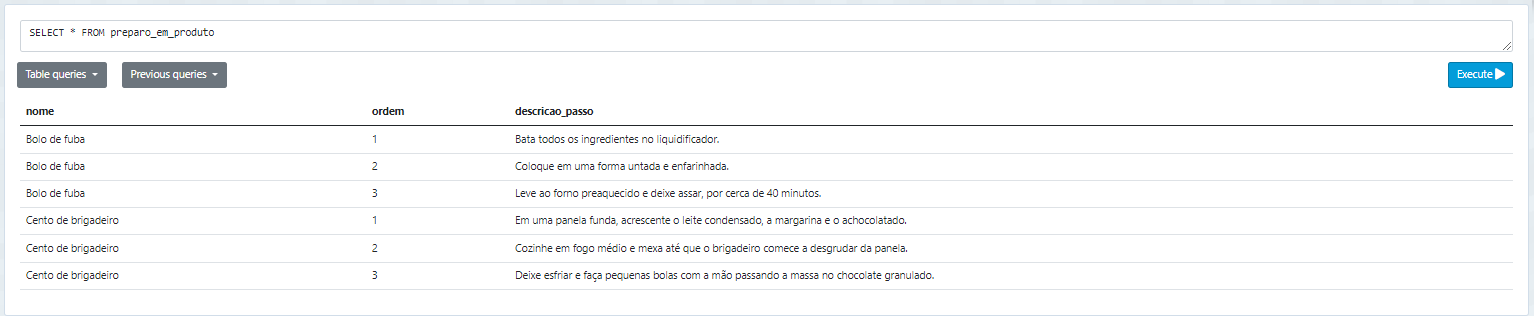 SELECT * FROM preparo_em_produto
Table queries Previous queries Execute
nome ordem descricao_passo
Bolo de fuba 1 Bata todos os ingredientes no liquidificador.
Bolo de fuba 2 Coloque em uma forma untada e enfarinhada.
Bolo de fuba 3 Leve ao forno preaquecido e deixe assar, por cerca de 40 minutos.
Cento de brigadeiro 1 Em uma panela funda, acrescente o leite condensado, a margarina e o achocolatado.
Cento de brigadeiro 2 Cozinhe em fogo médio e mexa até que o brigadeiro comece a desgrudar da panela.
Cento de brigadeiro 3 Deixe esfriar e faça pequenas bolas com a mão passando a massa no chocolate granulado.